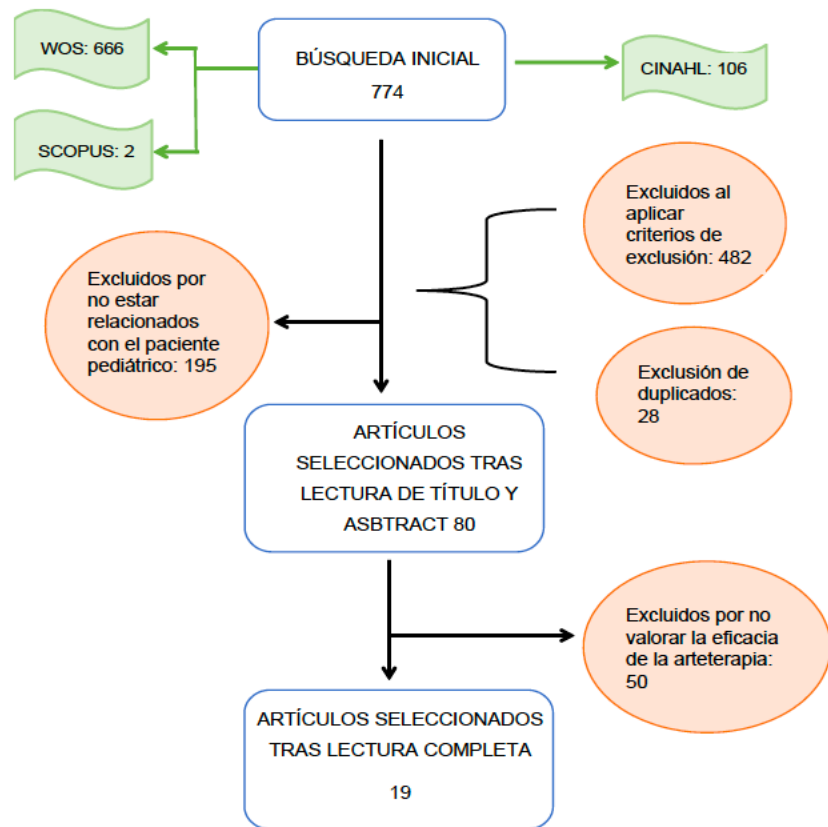 WOS: 666
BÚSQUEDA INICIAL
774
CINAHL: 106
SCOPUS: 2
Excluidos al
aplicar
criterios de
exclusión: 482
Excluidos por
no estar
relacionados
con el paciente
pediátrico: 195
Exclusión de
duplicados:
28
ARTÍCULOS
SELECCIONADOS TRAS
LECTURA DE TÍTULO Y
ASBTRACT 80
Excluidos por no
valorar la eficacia
de la arteterapia:
50
ARTÍCULOS SELECCIONADOS
TRAS LECTURA COMPLETA
19